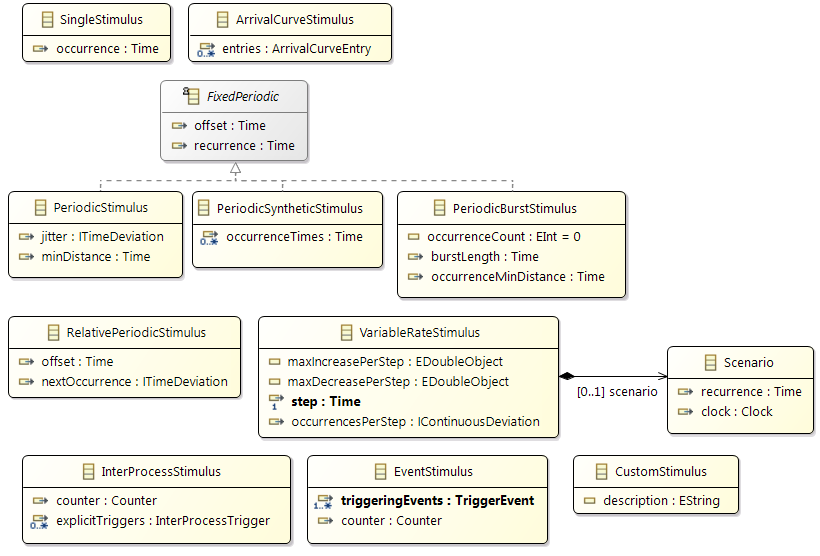 SingleStimulus
occurrence : Time
ArrivalCurveStimulus
0..*
entries : ArrivalCurveEntry
FixedPeriodic
offset : Time
recurrence : Time
PeriodicStimulus
jitter : ITimeDeviation
minDistance : Time
PeriodicSyntheticStimulus
0..*
occurrenceTimes : Time
PeriodicBurstStimulus
occurrenceCount : EInt = 0
burstLength : Time
occurrenceMinDistance : Time
RelativePeriodicStimulus
offset : Time
nextOccurrence : ITimeDeviation
VariableRateStimulus
maxIncreasePerStep : EDoubleObject
maxDecreasePerStep : EDoubleObject
1
step : Time
occurrencesPerStep : IContinuousDeviation
[0..1] scenario
Scenario
recurrence : Time
clock : Clock
InterProcessStimulus
counter : Counter
0..*
explicitTriggers : InterProcessTrigger
EventStimulus
1..*
triggeringEvents : TriggerEvent
counter : Counter
CustomStimulus
description : EString